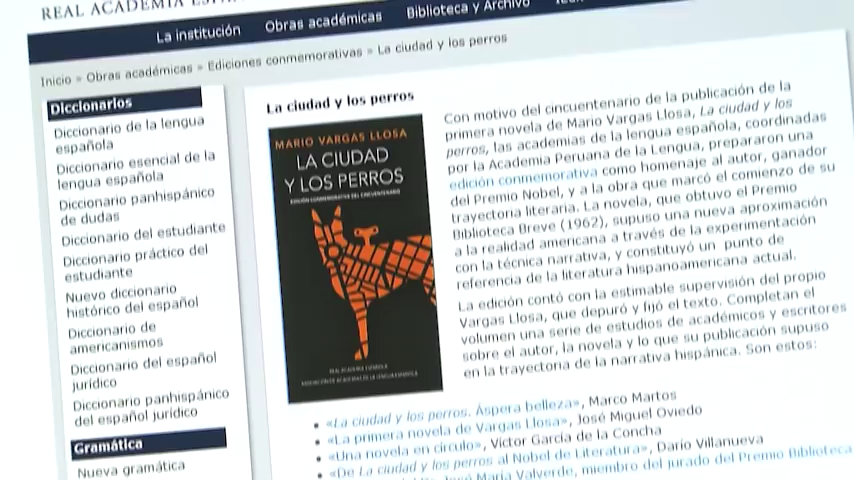 REAL ACADEMIA
La institución
Obras académicas
Biblioteca y Archivo
Inicio » Obras académicas » Ediciones conmemorativas » La ciudad y los perros
Diccionarios
Diccionario de la lengua
española
Diccionario esencial de la
lengua española
Diccionario panhispánico
de dudas
Diccionario del estudiante
Diccionario práctico del
estudiante
Nuevo diccionario
histórico del español
Diccionario de
americanismos
Diccionario del español
jurídico
Diccionario panhispánico
del español jurídico
Gramática
Nueva gramática
La ciudad y los perros
MARIO VARGAS LLOSA
LA CIUDAD
Y LOS PERROS
EDICIÓN CONMEMORATIVA DEL CINCUENTENARIO
REAL ACADEMIA ESPAÑOLA
ASOCIACIÓN DE ACADEMIAS DE LA LENGUA ESPAÑOLA
Con motivo del cincuentenario de la publicación de la
primera novela de Mario Vargas Llosa, La ciudad y los
perros, las academias de la lengua española, coordinadas
por la Academia Peruana de la Lengua, prepararon una
edición conmemorativa como homenaje al autor, ganador
del Premio Nobel, y a la obra que marcó el comienzo de su
trayectoria literaria. La novela, que obtuvo el Premio
Biblioteca Breve (1962), supuso una nueva aproximación
a la realidad americana a través de la experimentación
con la técnica narrativa, y constituyó un punto de
referencia de la literatura hispanoamericana actual.
La edición contó con la estimable supervisión del propio
Vargas Llosa, que depuró y fijó el texto. Completan el
volumen una serie de estudios de académicos y escritores
sobre el autor, la novela y lo que su publicación supuso
en la trayectoria de la narrativa hispánica. Son estos:
• «La ciudad y los perros. Áspera belleza», Marco Martos
• «La primera novela de Vargas Llosa», José Miguel Oviedo
• «Una novela en círculo», Víctor García de la Concha
• «De La ciudad y los perros al Nobel de Literatura», Darío Villanueva
José María Valverde, miembro del jurado del Premio Biblioteca